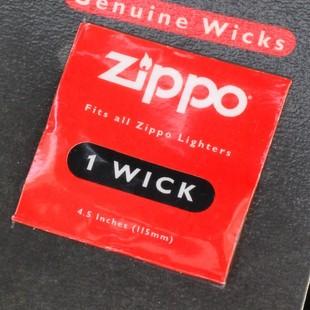 Genuine Wicks
Zippo
Fits all Zippo Lighters
1 WICK
4.5 Inches (115mm)